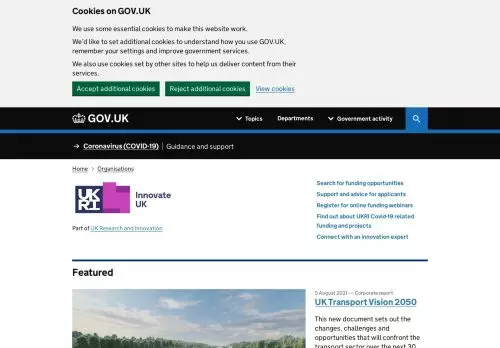 Cookies on GOV.UK
We use some essential cookies to make this website work.
We'd like to set additional cookies to understand how you use GOV.UK,
remember your settings and improve government services.
We also use cookies set by other sites to help us deliver content from their
services.
Accept additional cookies Reject additional cookies View cookies
GOV.UK Topics Departments Government activity
→ Coronavirus (COVID-19) | Guidance and support
Home > Organisations
UKRI Innovate
UK
Part of UK Research and Innovation
Search for funding opportunities
Support and advice for applicants
Register for online funding webinars
Find out about UKRI Covid-19 related
funding and projects
Connect with an innovation expert
Featured
5 August 2021 — Corporate report
UK Transport Vision 2050
This new document sets out the
changes, challenges and
opportunities that will confront the
transport sector over the next 30